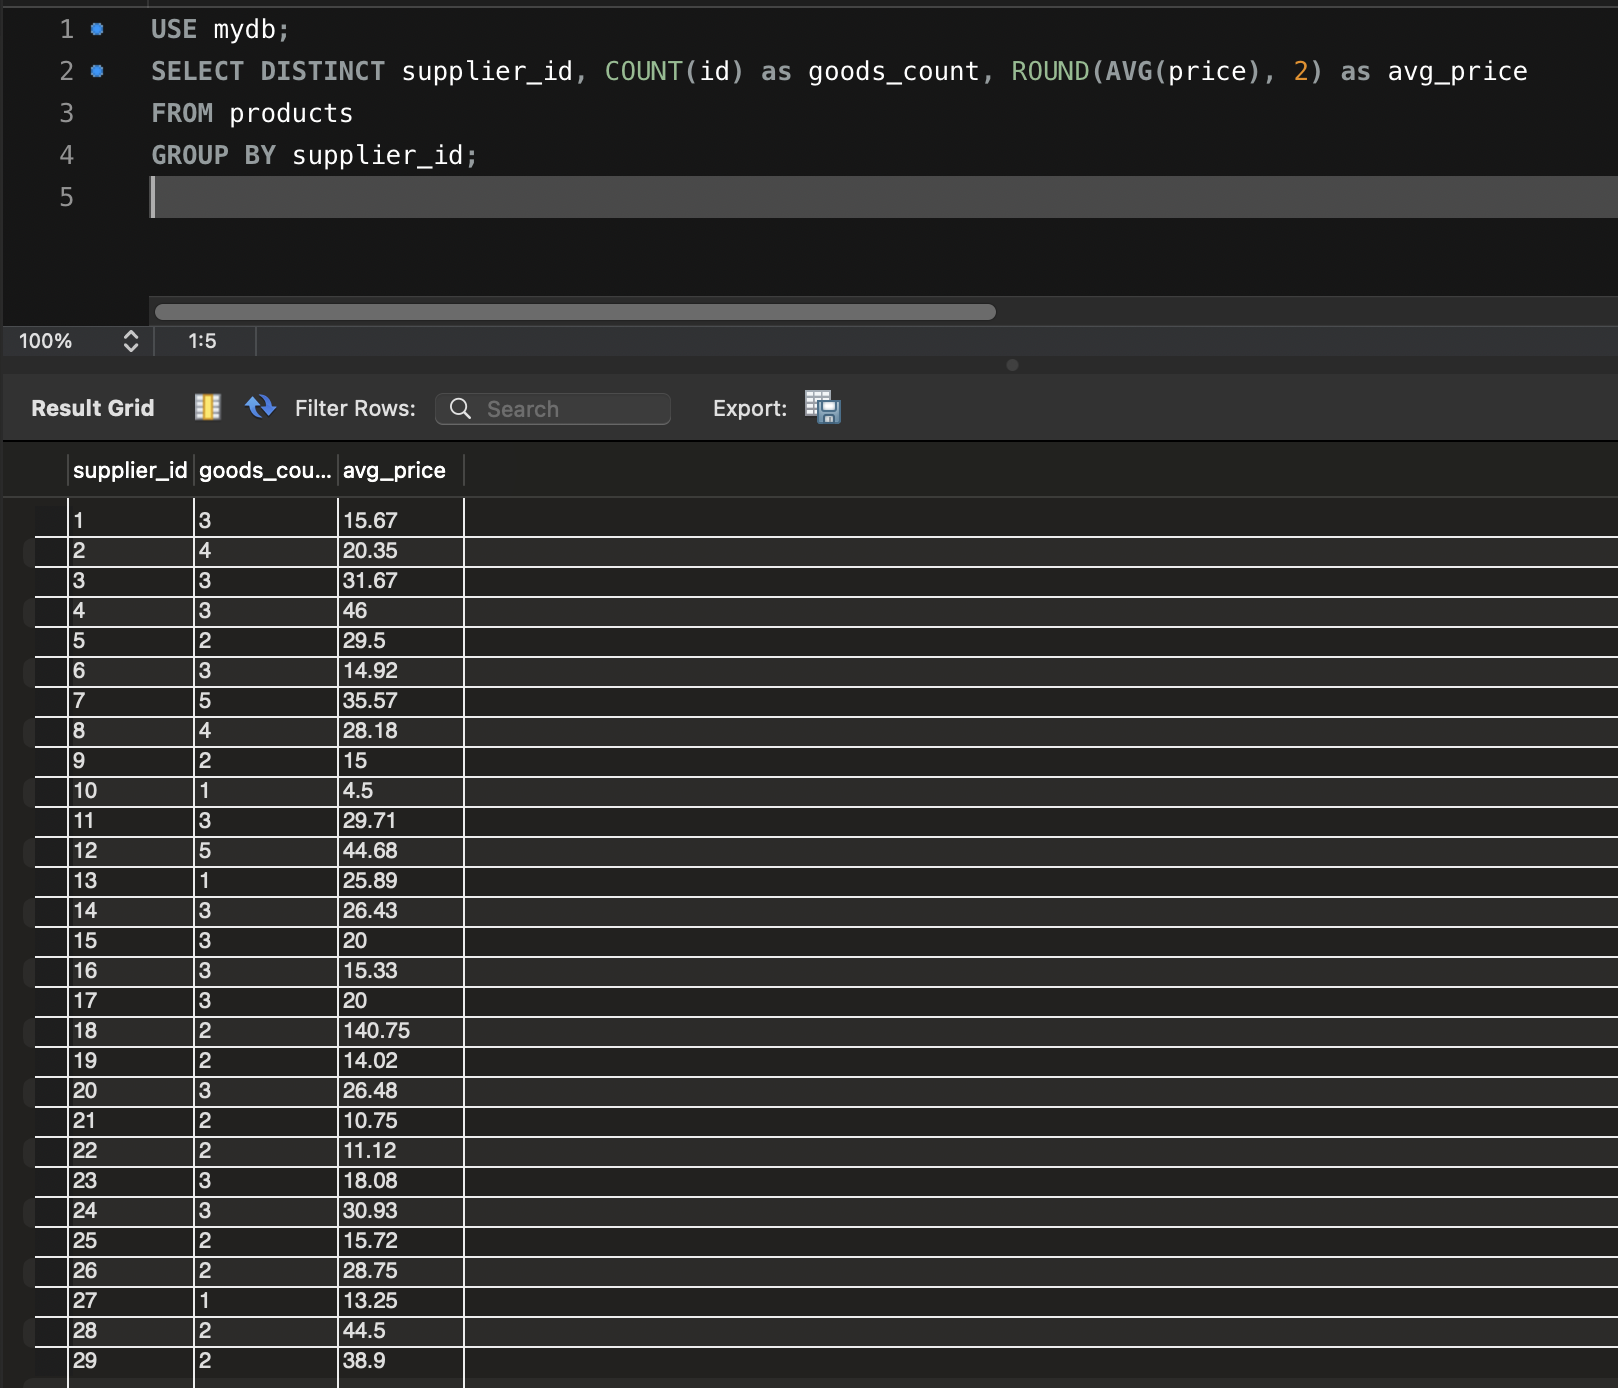 1 USE mydb;
2 SELECT DISTINCT supplier_id, COUNT(id) as goods_count, ROUND(AVG(price), 2) as avg_price
3 FROM products
4 GROUP BY supplier_id;
5
100% 1:5
Result Grid Filter Rows: Search Export:
supplier_id goods_cou... avg_price
1 3 15.67
2 4 20.35
3 3 31.67
4 3 46
5 2 29.5
6 3 14.92
7 5 35.57
8 4 28.18
9 2 15
10 1 4.5
11 3 29.71
12 5 44.68
13 1 25.89
14 3 26.43
15 3 20
16 3 15.33
17 3 20
18 2 140.75
19 2 14.02
20 3 26.48
21 2 10.75
22 2 11.12
23 3 18.08
24 3 30.93
25 2 15.72
26 2 28.75
27 1 13.25
28 2 44.5
29 2 38.9